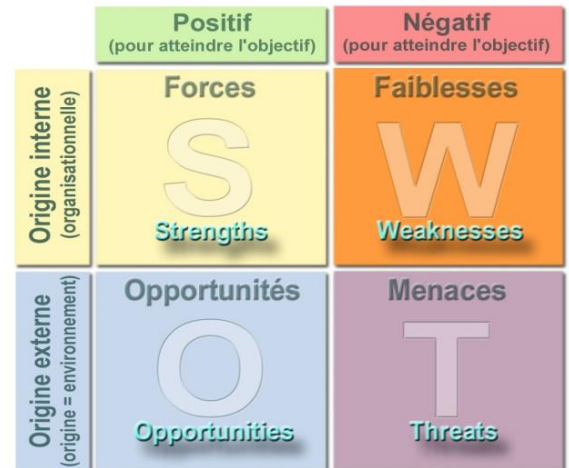 Positif
(pour atteindre l'objectif)
Négatif
(pour atteindre l'objectif)
Origine interne
(organisationnelle)
Forces
S
Strengths
Faiblesses
W
Weaknesses
Origine externe
(origine = environnement)
Opportunités
O
Opportunities
Menaces
T
Threats